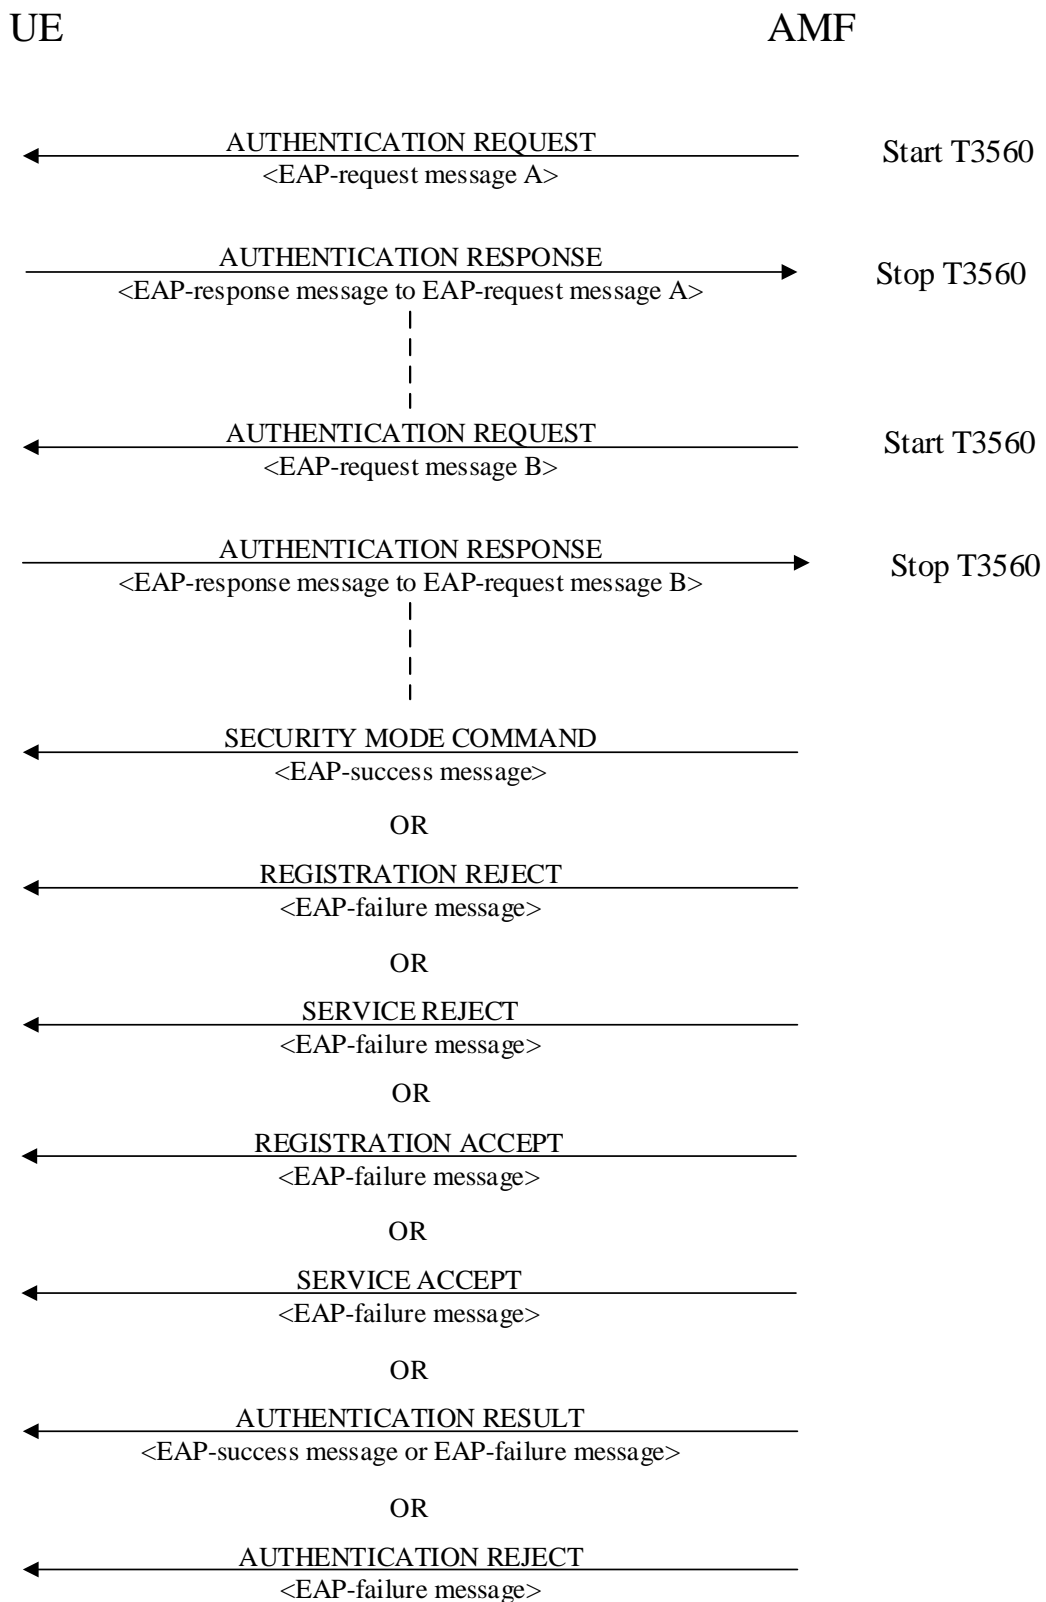 UE
AMF
AUTHENTICATION REQUEST
Start T3560
<EAP-request message A>
AUTHENTICATION RESPONSE
Stop T3560
<EAP-response message to EAP-request message A>
AUTHENTICATION REQUEST
Start T3560
<EAP-request message B>
AUTHENTICATION RESPONSE
Stop T3560
<EAP-response message to EAP-request message B>
SECURITY MODE COMMAND
<EAP-success message>
OR
REGISTRATION REJECT
<EAP-failure message>
OR
SERVICE REJECT
<EAP-failure message>
OR
REGISTRATION ACCEPT
<EAP-failure message>
OR
SERVICE ACCEPT
<EAP-failure message>
OR
AUTHENTICATION RESULT
<EAP-success message or EAP-failure message>
OR
AUTHENTICATION REJECT
<EAP-failure message>